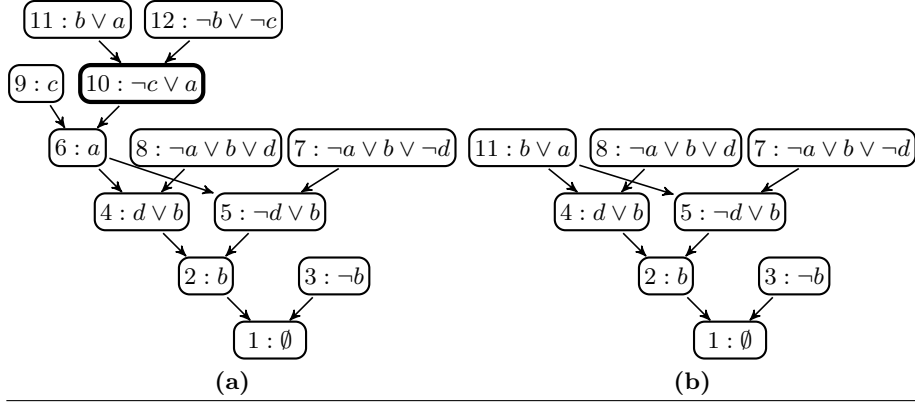 11 : b ∨ a 12 : ¬b ∨ ¬c
9 : c 10 : ¬c ∨ a
6 : a 8 : ¬a ∨ b ∨ d 7 : ¬a ∨ b ∨ ¬d 11 : b ∨ a 8 : ¬a ∨ b ∨ d 7 : ¬a ∨ b ∨ ¬d
4 : d ∨ b 5 : ¬d ∨ b 4 : d ∨ b 5 : ¬d ∨ b
2 : b 3 : ¬b 2 : b 3 : ¬b
1 : ∅ 1 : ∅
(a) (b)